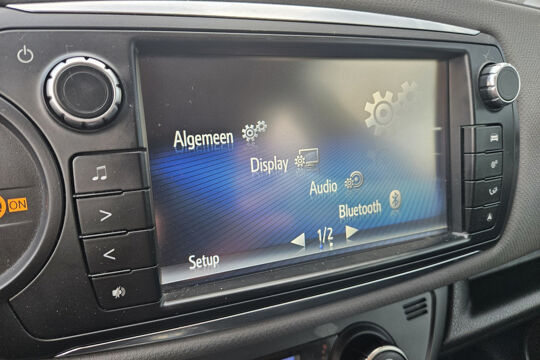 Algemeen
Display
Audio
Bluetooth
1/2
Setup
ON